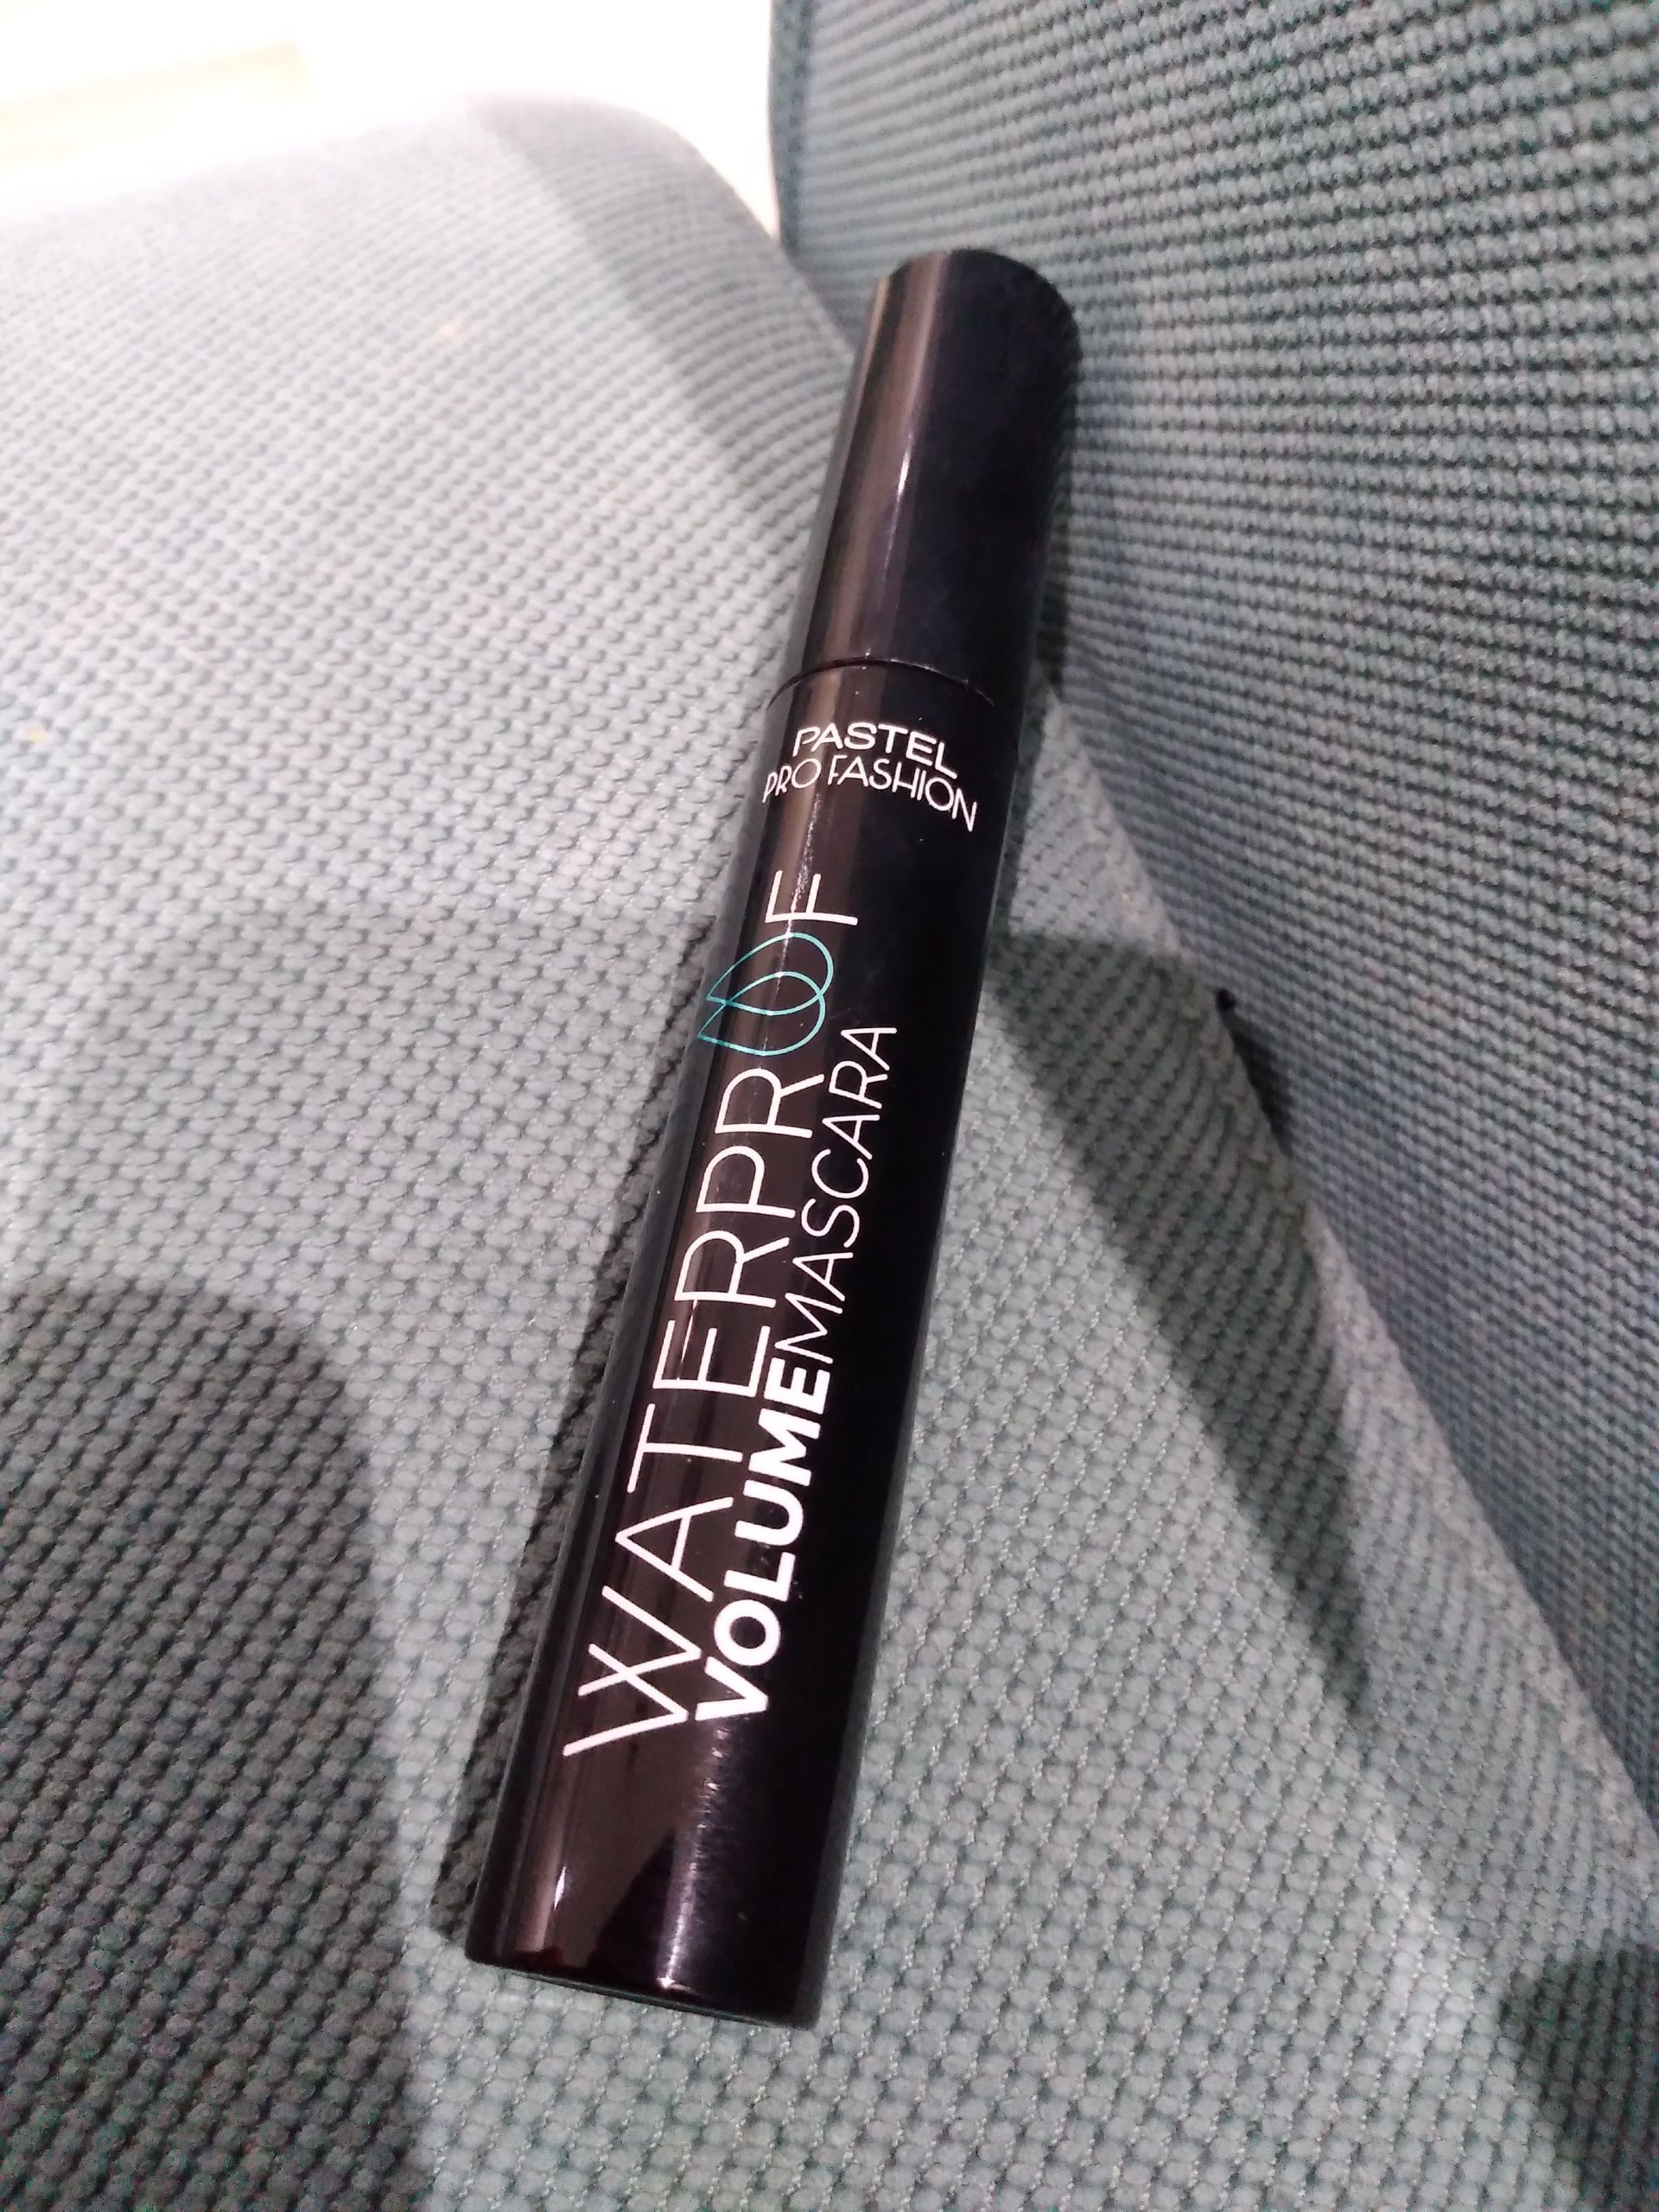 PASTEL
PRO FASHION
WATERPROOF
VOLUMEMASCARA